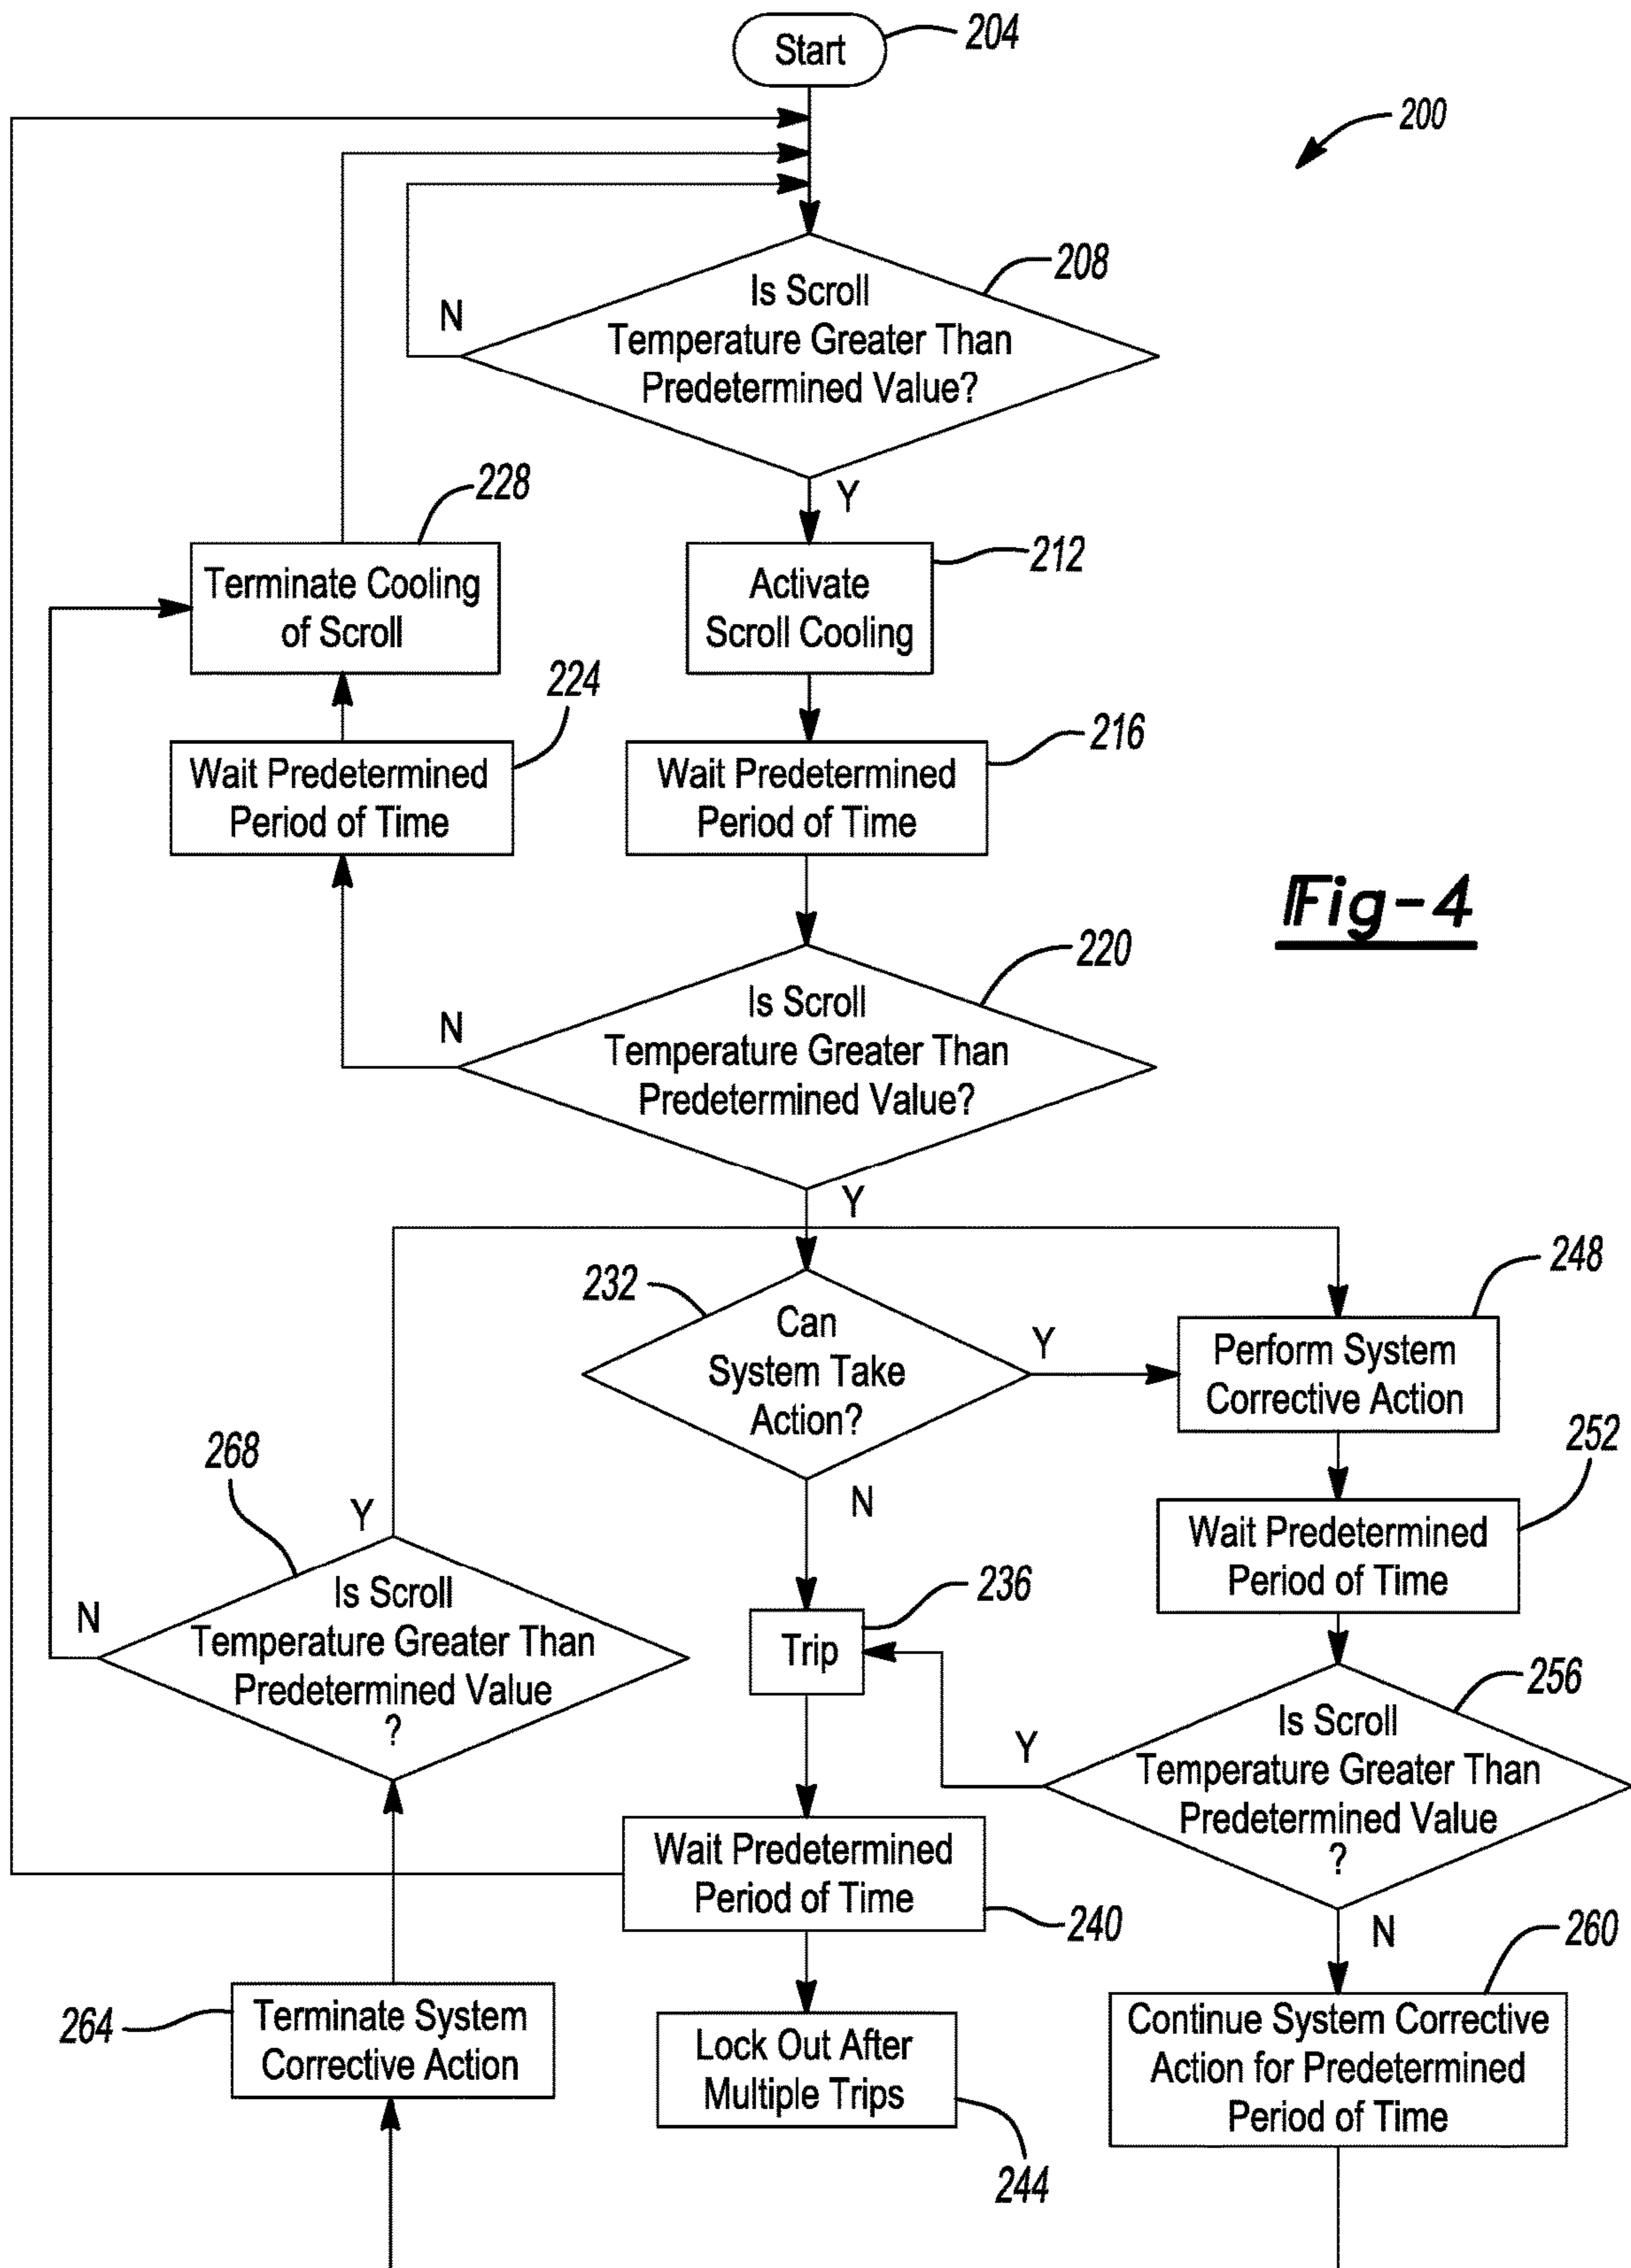 Start
204
200
208
Is Scroll
Temperature Greater Than
Predetermined Value?
N
Y
228
Terminate Cooling
of Scroll
212
Activate
Scroll Cooling
224
Wait Predetermined
Period of Time
216
Wait Predetermined
Period of Time
Fig-4
220
Is Scroll
Temperature Greater Than
Predetermined Value?
N
Y
232
Can
System Take
Action?
Y
N
248
Perform System
Corrective Action
252
Wait Predetermined
Period of Time
268
Y
Is Scroll
Temperature Greater Than
Predetermined Value
?
N
236
Trip
256
Is Scroll
Temperature Greater Than
Predetermined Value
?
Y
N
Wait Predetermined
Period of Time
240
260
264
Terminate System
Corrective Action
Lock Out After
Multiple Trips
244
Continue System Corrective
Action for Predetermined
Period of Time